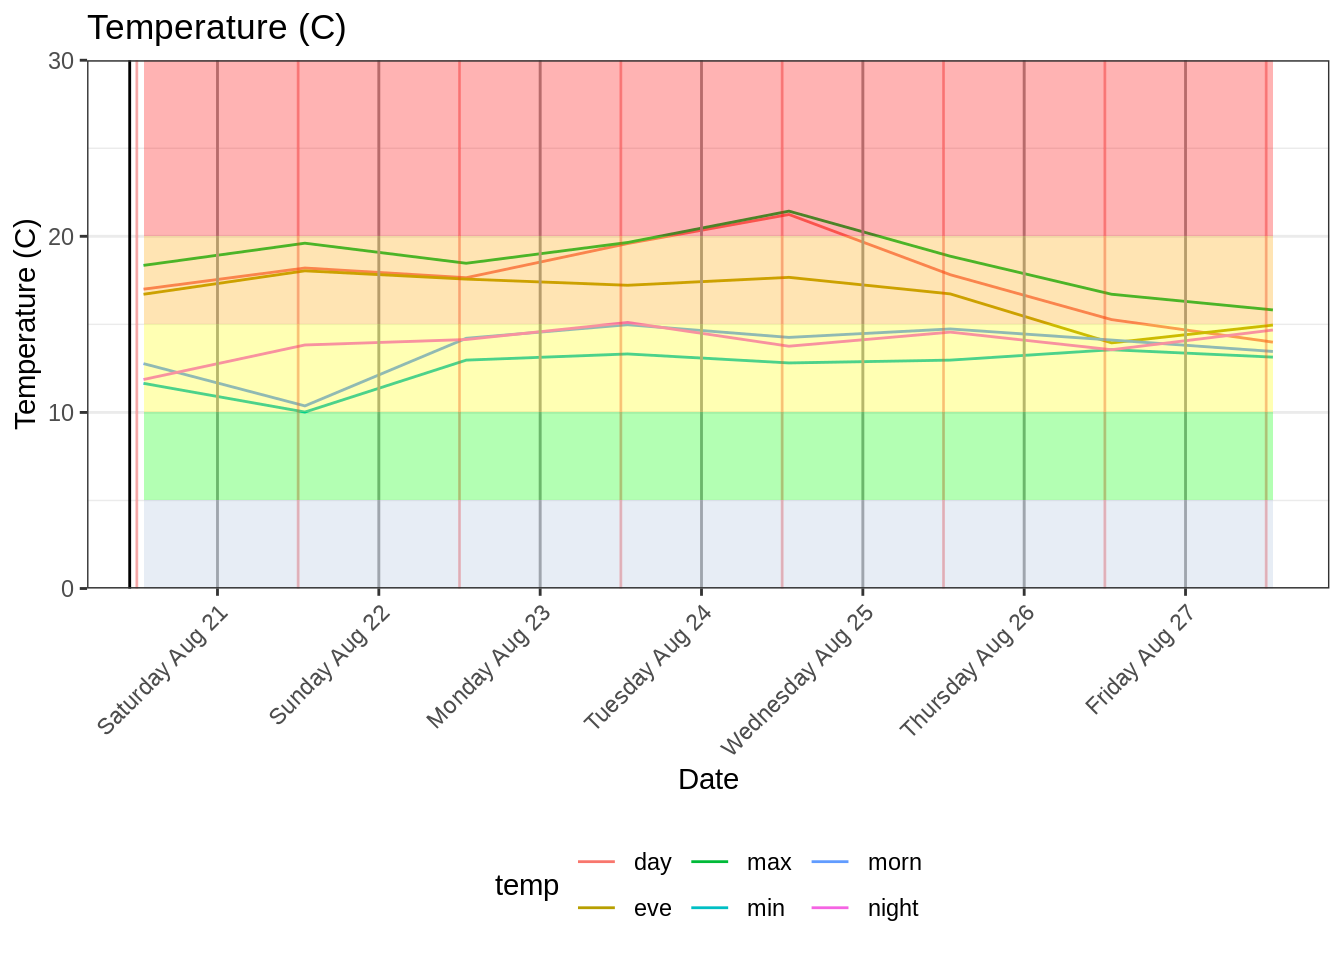 Temperature (C)
30
20
10
0
Temperature (C)
Saturday Aug 21
Sunday Aug 22
Monday Aug 23
Tuesday Aug 24
Wednesday Aug 25
Thursday Aug 26
Friday Aug 27
Date
temp
day max morn
eve min night